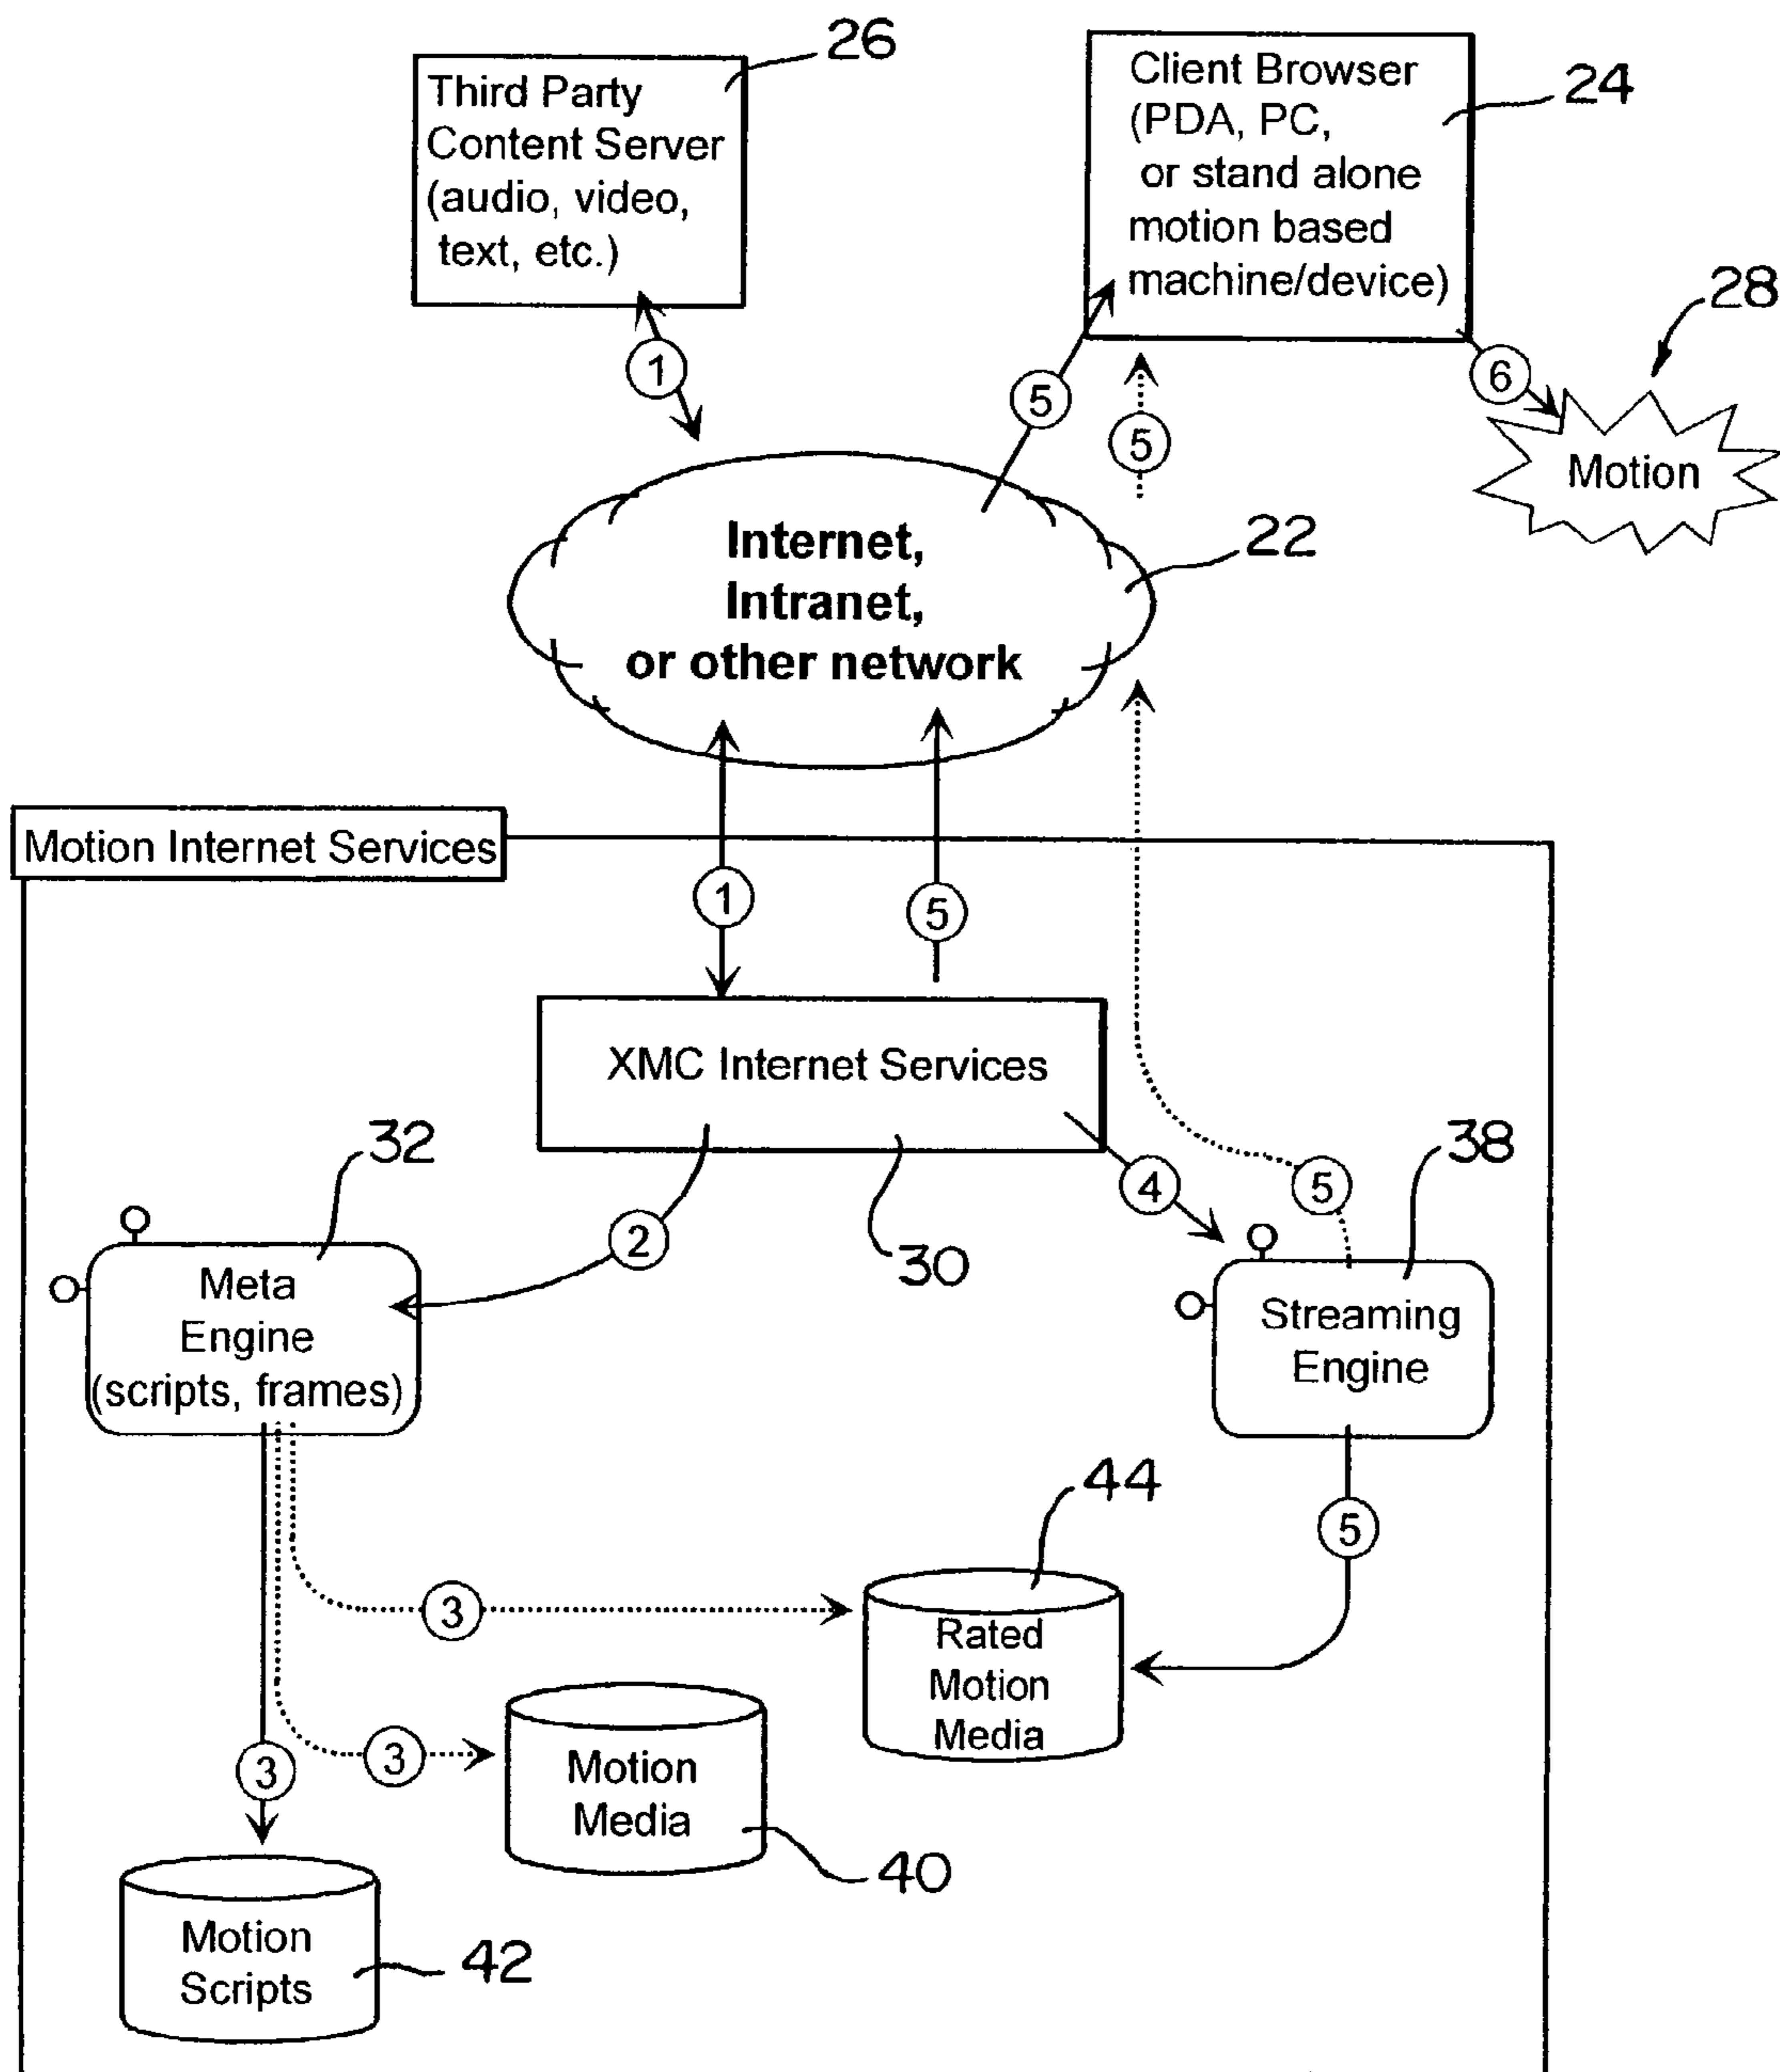 26
Third Party
Content Server
(audio, video,
text, etc.)
Client Browser
(PDA, PC,
or stand alone
motion based
machine/device)
24
28
1
5
5
6
Motion
Internet,
Intranet,
or other network
22
Motion Internet Services
1
5
XMC Internet Services
32
2
30
4
5
38
Meta
Engine
(scripts, frames)
Streaming
Engine
44
5
3
Rated
Motion
Media
3
3
Motion
Media
40
Motion
Scripts
42